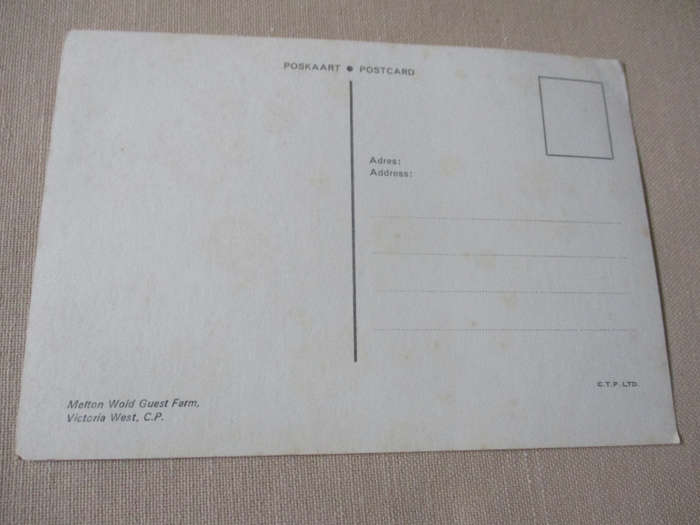 POSKAART ● POSTCARD
Adres:
Address:
C.T.P. LTD.
Melton Wold Guest Farm,
Victoria West, C.P.